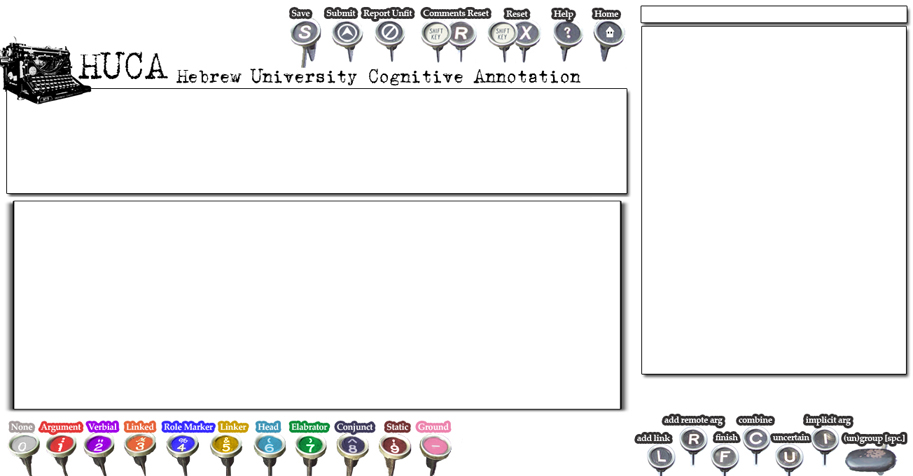 Save Submit Report Unfit Comments Reset Reset Help Home
S SHIFT KEY R SHIFT KEY X ?
HUCA Hebrew University Cognitive Annotation
None Argument Verbial Linked Role Marker Linker Head Elabrator Conjunct Static Ground
0 ! 1 " 2 3 % 4 & 5 6 7 ^ 8 9 –
add remote arg combine implicit arg
add link R finish C uncertain I (un)group [spc.]
L F U